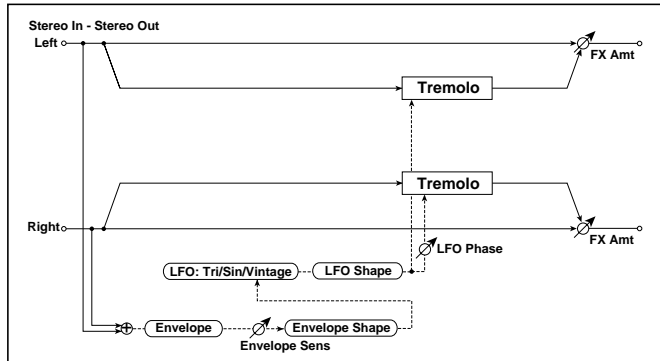 Stereo In - Stereo Out
Left
FX Amt
Tremolo
Tremolo
Right
FX Amt
LFO Phase
LFO: Tri/Sin/Vintage
LFO Shape
Envelope
Envelope Shape
Envelope Sens